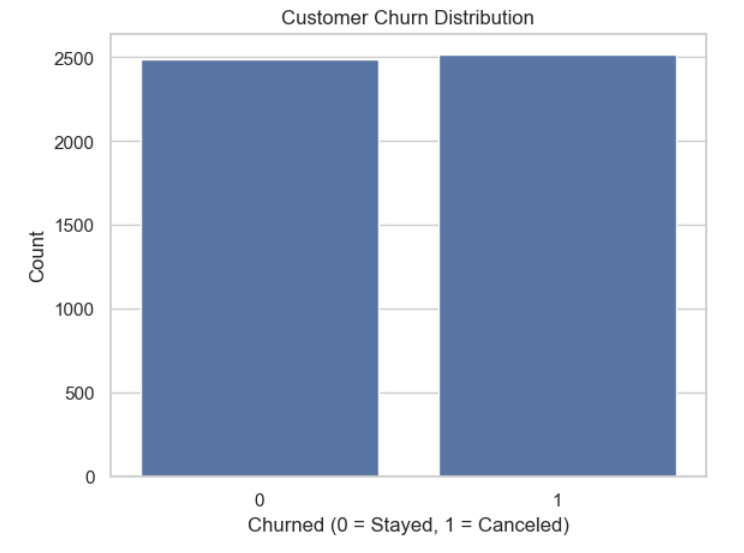 Customer Churn Distribution
2500
2000
1500
1000
500
0
Count
0 1
Churned (0 = Stayed, 1 = Canceled)